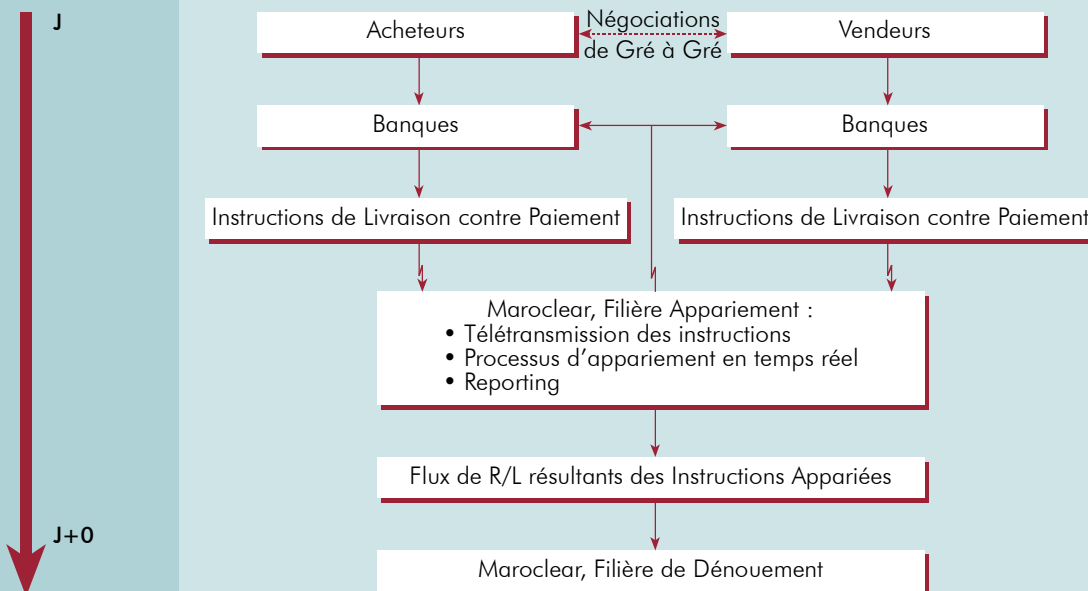 J
Acheteurs
Négociations
de Gré à Gré
Vendeurs
Banques
Banques
Instructions de Livraison contre Paiement
Instructions de Livraison contre Paiement
Maroclear, Filière Appariement :
• Télétransmission des instructions
• Processus d'appariement en temps réel
• Reporting
Flux de R/L résultants des Instructions Appariées
J+0
Maroclear, Filière de Dénouement